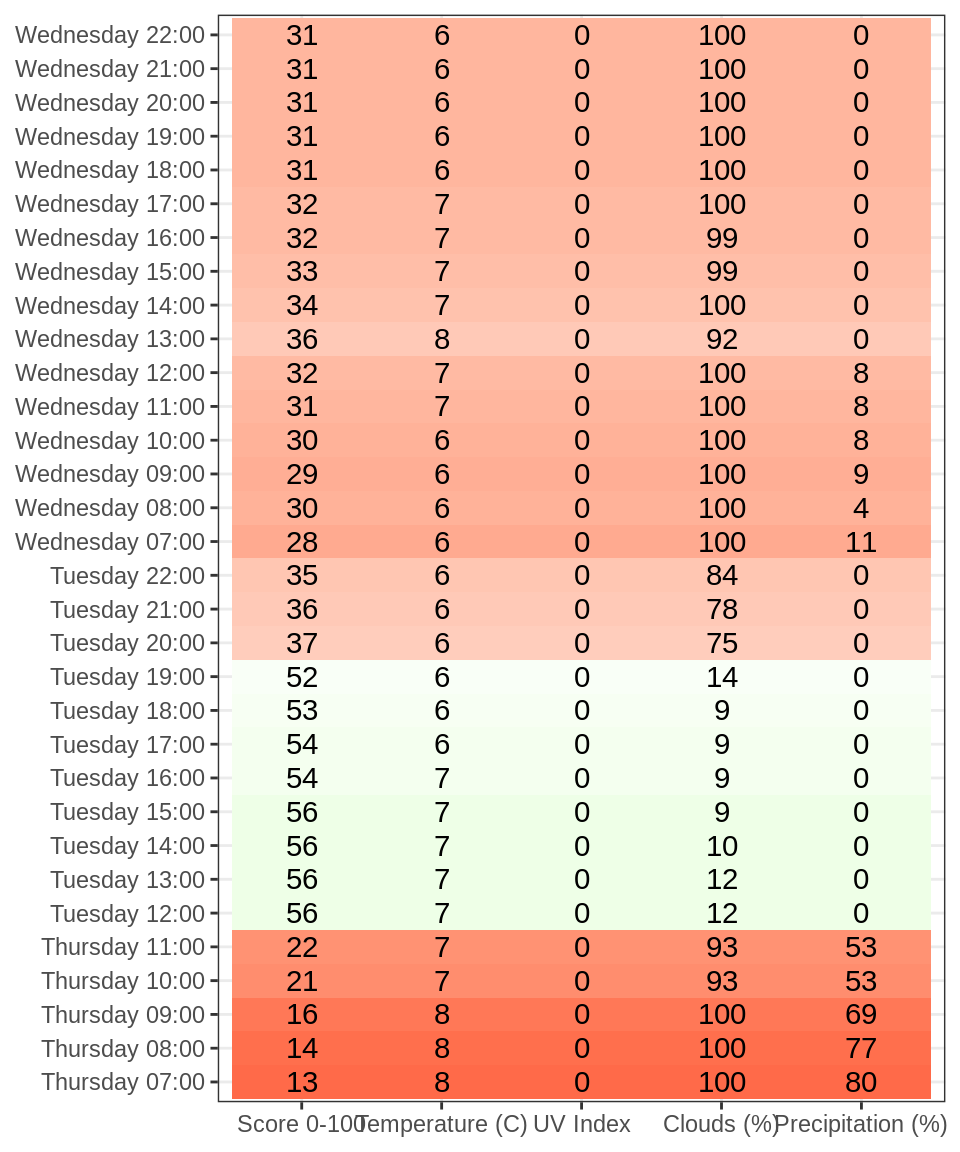 Wednesday 22:00 31 6 0 100 0
Wednesday 21:00 31 6 0 100 0
Wednesday 20:00 31 6 0 100 0
Wednesday 19:00 31 6 0 100 0
Wednesday 18:00 31 6 0 100 0
Wednesday 17:00 32 7 0 100 0
Wednesday 16:00 32 7 0 99 0
Wednesday 15:00 33 7 0 99 0
Wednesday 14:00 34 7 0 100 0
Wednesday 13:00 36 8 0 92 0
Wednesday 12:00 32 7 0 100 8
Wednesday 11:00 31 7 0 100 8
Wednesday 10:00 30 6 0 100 8
Wednesday 09:00 29 6 0 100 9
Wednesday 08:00 30 6 0 100 4
Wednesday 07:00 28 6 0 100 11
Tuesday 22:00 35 6 0 84 0
Tuesday 21:00 36 6 0 78 0
Tuesday 20:00 37 6 0 75 0
Tuesday 19:00 52 6 0 14 0
Tuesday 18:00 53 6 0 9 0
Tuesday 17:00 54 6 0 9 0
Tuesday 16:00 54 7 0 9 0
Tuesday 15:00 56 7 0 9 0
Tuesday 14:00 56 7 0 10 0
Tuesday 13:00 56 7 0 12 0
Tuesday 12:00 56 7 0 12 0
Thursday 11:00 22 7 0 93 53
Thursday 10:00 21 7 0 93 53
Thursday 09:00 16 8 0 100 69
Thursday 08:00 14 8 0 100 77
Thursday 07:00 13 8 0 100 80
Score 0-100 Temperature (C) UV Index Clouds (%) Precipitation (%)